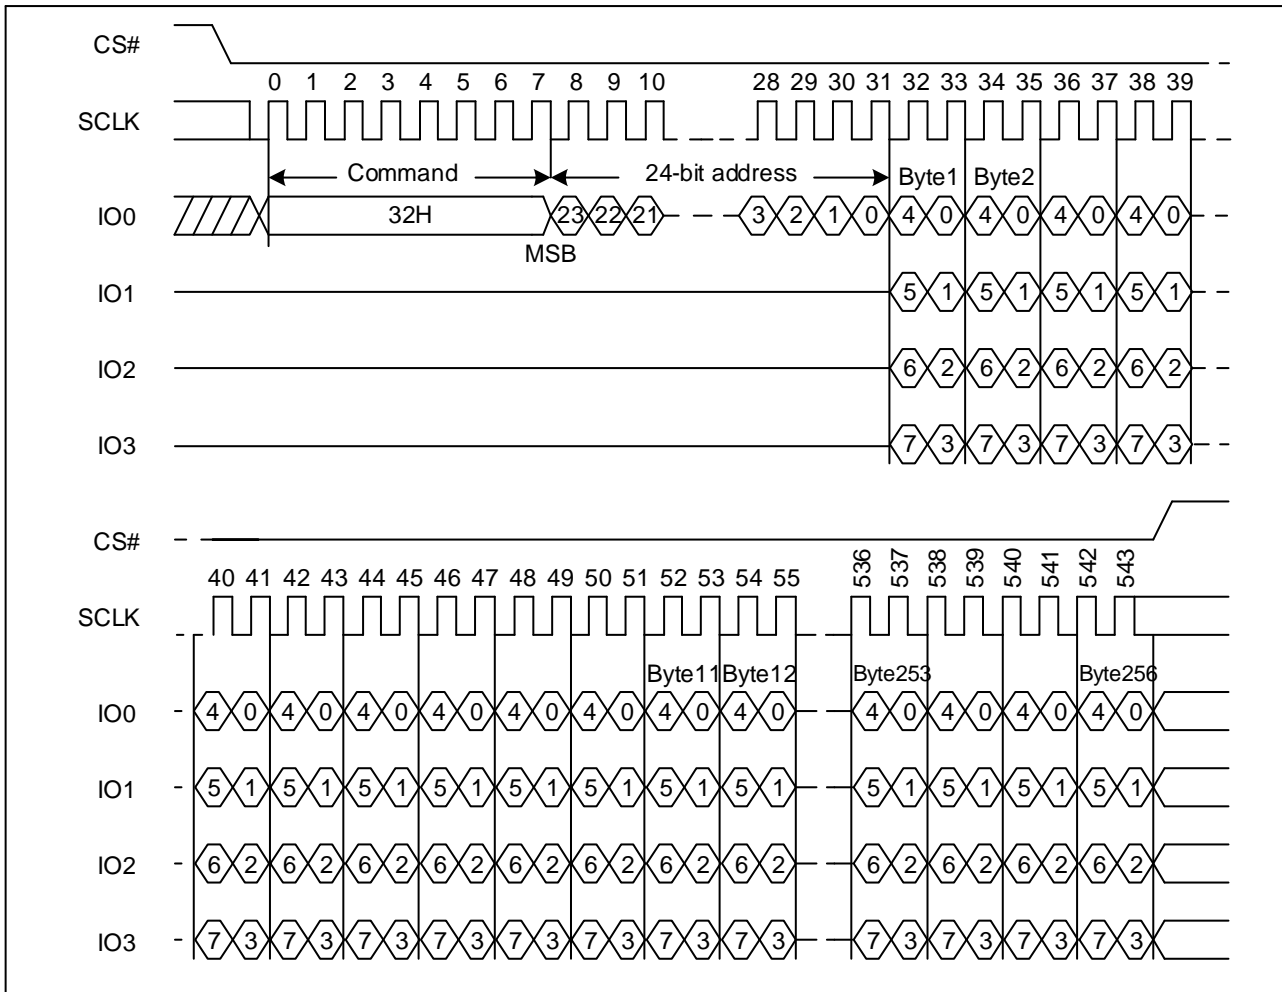 CS#
0 1 2 3 4 5 6 7 8 9 10 28 29 30 31 32 33 34 35 36 37 38 39
SCLK
Command 24-bit address Byte1 Byte2
IO0 32H 23 22 21 3 2 1 0 4 0 4 0 4 0 4 0
MSB
IO1 5 1 5 1 5 1 5 1
IO2 6 2 6 2 6 2 6 2
IO3 7 3 7 3 7 3 7 3
CS#
40 41 42 43 44 45 46 47 48 49 50 51 52 53 54 55 536 537 538 539 540 541 542 543
SCLK
Byte11 Byte12 Byte253 Byte256
IO0 4 0 4 0 4 0 4 0 4 0 4 0 4 0 4 0 4 0 4 0 4 0 4 0
IO1 5 1 5 1 5 1 5 1 5 1 5 1 5 1 5 1 5 1 5 1 5 1 5 1
IO2 6 2 6 2 6 2 6 2 6 2 6 2 6 2 6 2 6 2 6 2 6 2 6 2
IO3 7 3 7 3 7 3 7 3 7 3 7 3 7 3 7 3 7 3 7 3 7 3 7 3